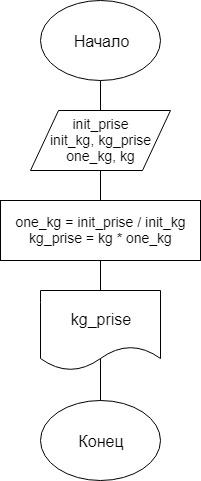 Начало
init_prise
init_kg, kg_prise
one_kg, kg
one_kg = init_prise / init_kg
kg_prise = kg * one_kg
kg_prise
Конец